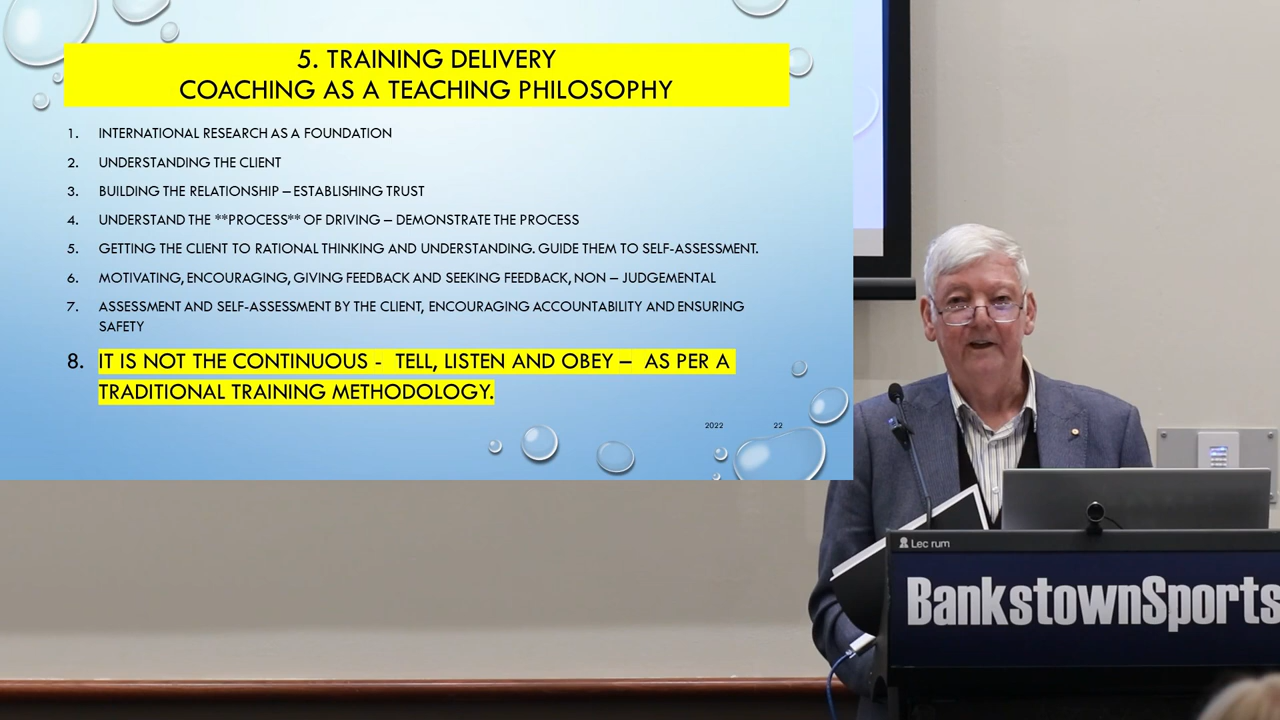 5. TRAINING DELIVERY
COACHING AS A TEACHING PHILOSOPHY
1. INTERNATIONAL RESEARCH AS A FOUNDATION
2. UNDERSTANDING THE CLIENT
3. BUILDING THE RELATIONSHIP – ESTABLISHING TRUST
4. UNDERSTAND THE **PROCESS** OF DRIVING – DEMONSTRATE THE PROCESS
5. GETTING THE CLIENT TO RATIONAL THINKING AND UNDERSTANDING. GUIDE THEM TO SELF-ASSESSMENT.
6. MOTIVATING, ENCOURAGING, GIVING FEEDBACK AND SEEKING FEEDBACK, NON – JUDGEMENTAL
7. ASSESSMENT AND SELF-ASSESSMENT BY THE CLIENT, ENCOURAGING ACCOUNTABILITY AND ENSURING
SAFETY
8. IT IS NOT THE CONTINUOUS - TELL, LISTEN AND OBEY – AS PER A
TRADITIONAL TRAINING METHODOLOGY.
2022 22
Lec rum
BankstownSports